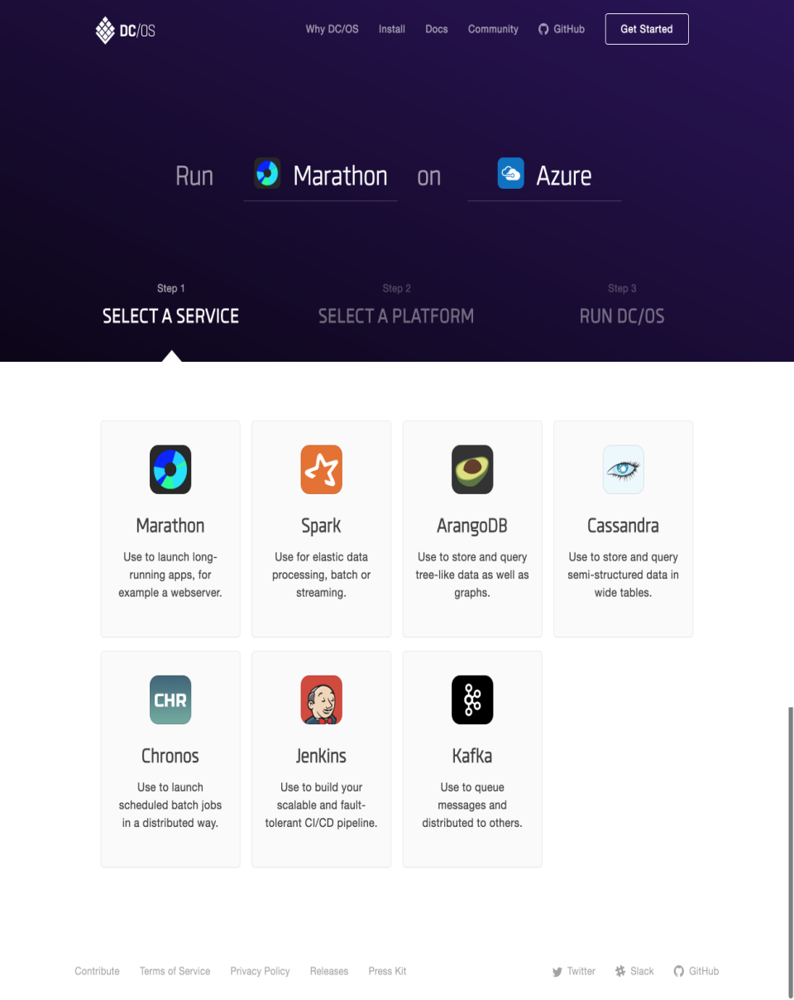 DC/OS
Why DC/OS Install Docs Community GitHub Get Started
Run Marathon on Azure
Step 1 Step 2 Step 3
SELECT A SERVICE SELECT A PLATFORM RUN DC/OS
Marathon
Use to launch long-
running apps, for
example a webserver.
Spark
Use for elastic data
processing, batch or
streaming.
ArangoDB
Use to store and query
tree-like data as well as
graphs.
Cassandra
Use to store and query
semi-structured data in
wide tables.
CHR
Chronos
Use to launch
scheduled batch jobs
in a distributed way.
Jenkins
Use to build your
scalable and fault-
tolerant CI/CD pipeline.
Kafka
Use to queue
messages and
distributed to others.
Contribute Terms of Service Privacy Policy Releases Press Kit Twitter Slack GitHub